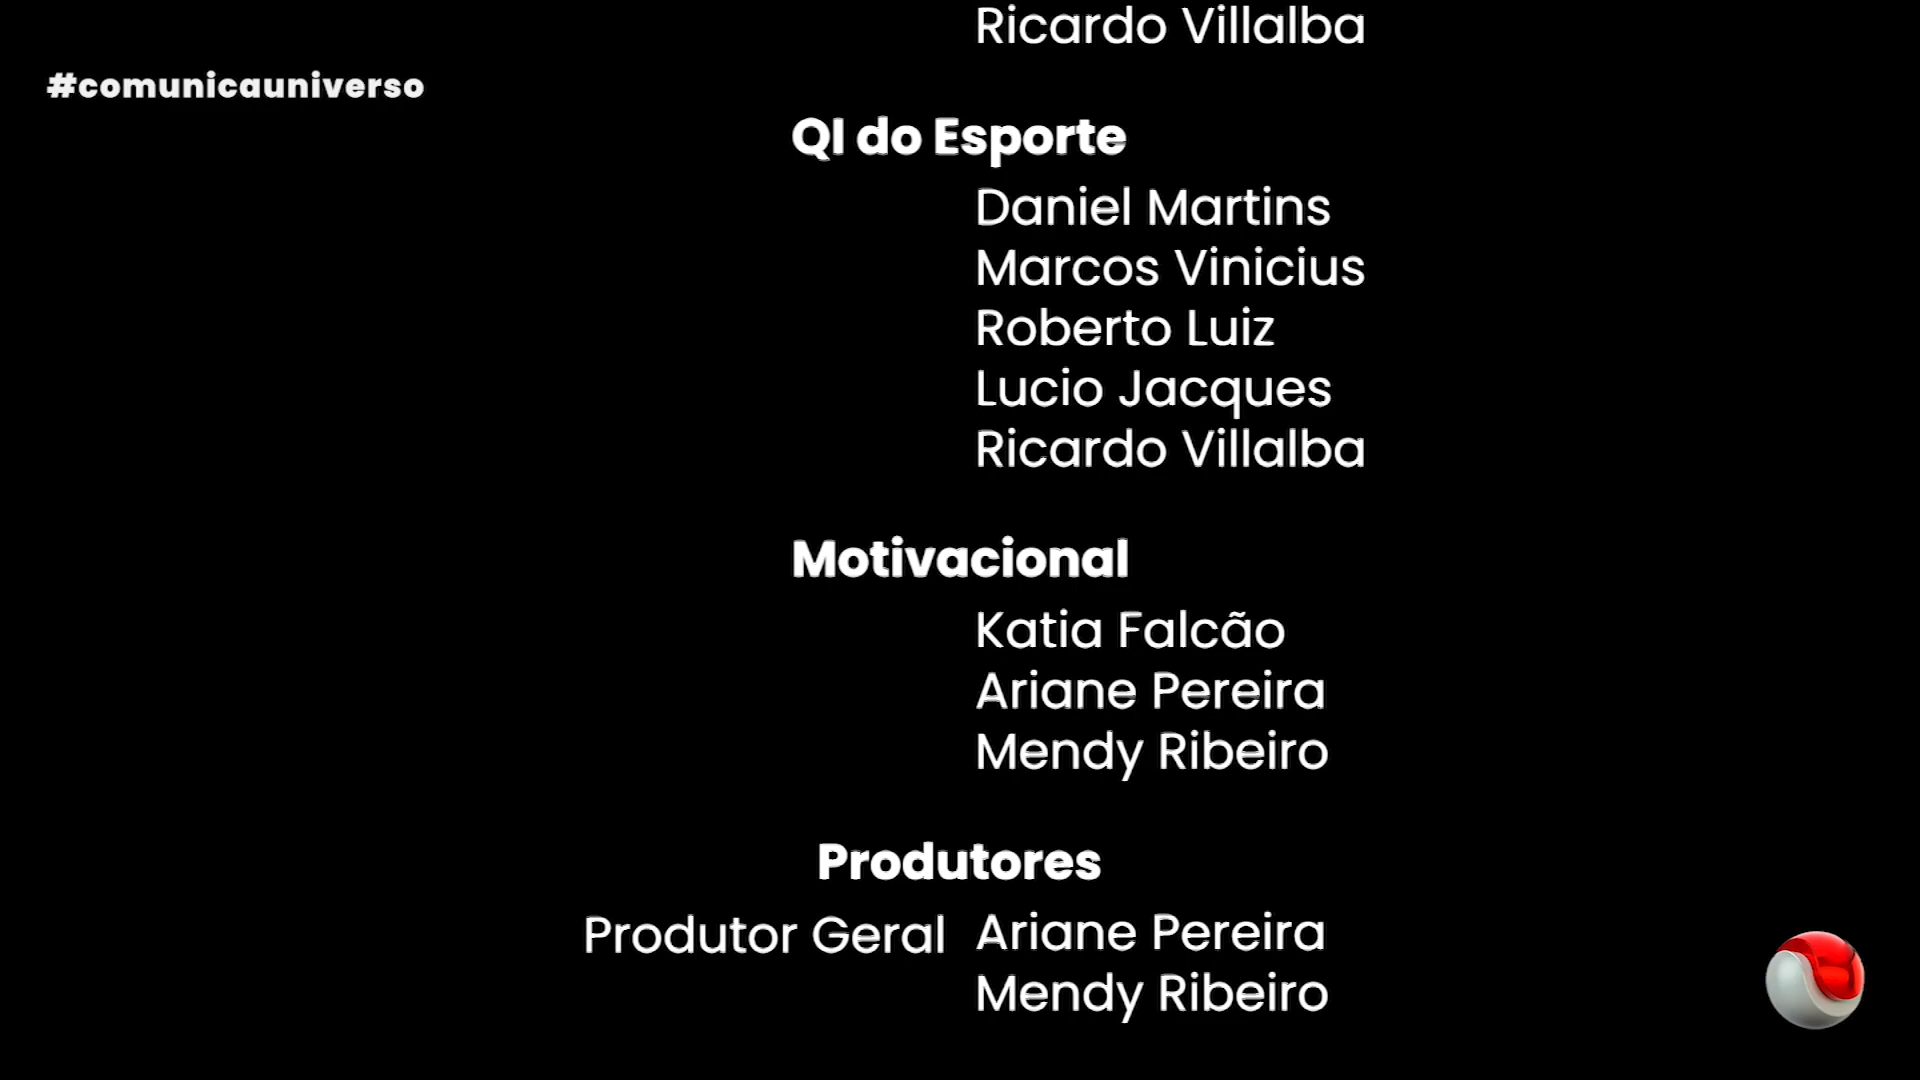 Ricardo Villalba
#comunicauniverso
QI do Esporte
Daniel Martins
Marcos Vinicius
Roberto Luiz
Lucio Jacques
Ricardo Villalba
Motivacional
Katia Falcão
Ariane Pereira
Mendy Ribeiro
Produtores
Produtor Geral Ariane Pereira
Mendy Ribeiro